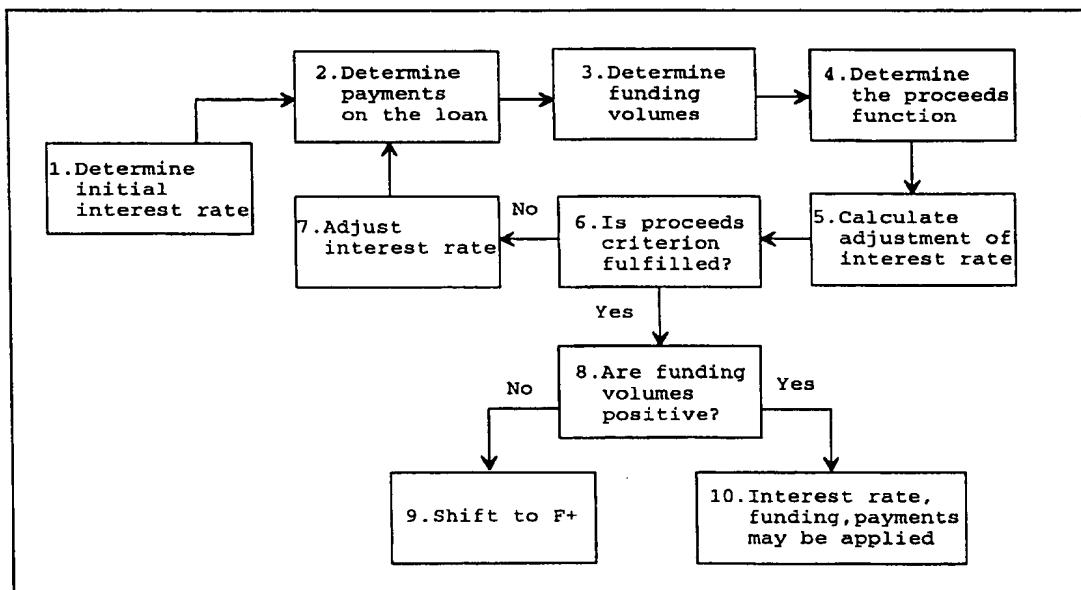 1.Determine
initial
interest rate
2.Determine
payments
on the loan
3.Determine
funding
volumes
4.Determine
the proceeds
function
5.Calculate
adjustment of
interest rate
6.Is proceeds
criterion
fulfilled?
No
7.Adjust
interest rate
Yes
8.Are funding
volumes
positive?
No
9.Shift to F+
Yes
10.Interest rate,
funding,payments
may be applied